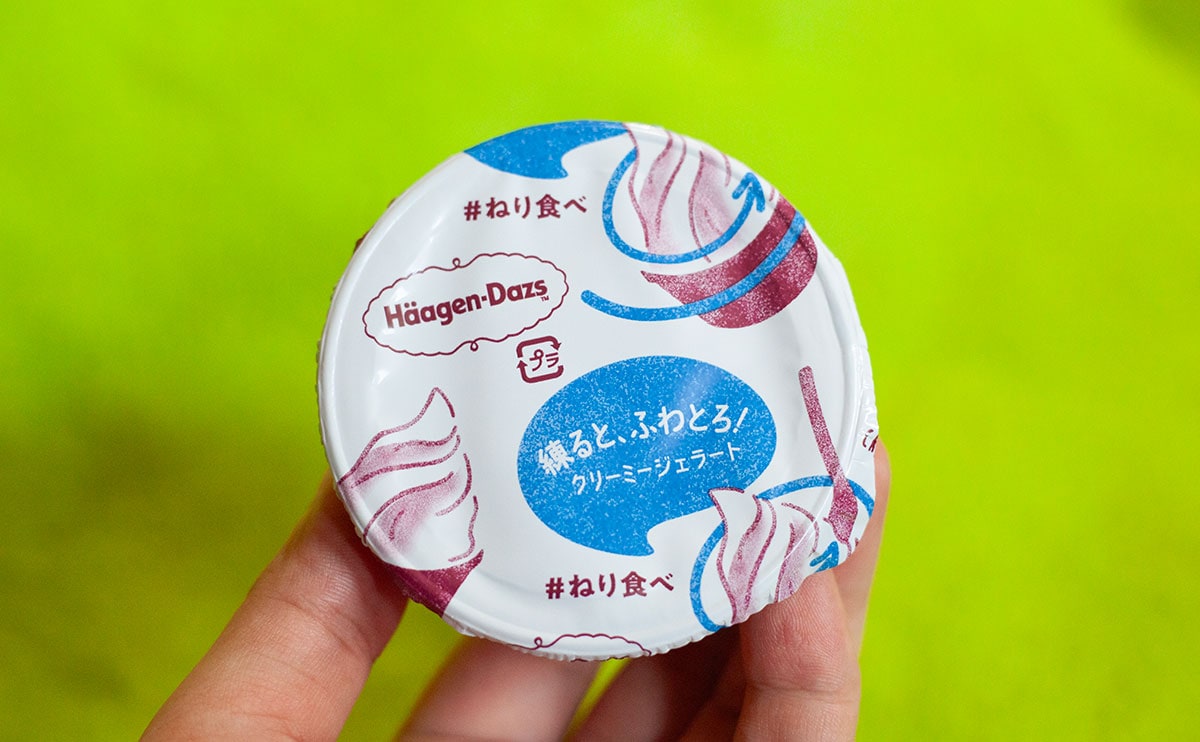 #ねり食べ
Häagen-Dazs™
プラ
練ると、ふわとろ!
クリーミージェラート
#ねり食べ